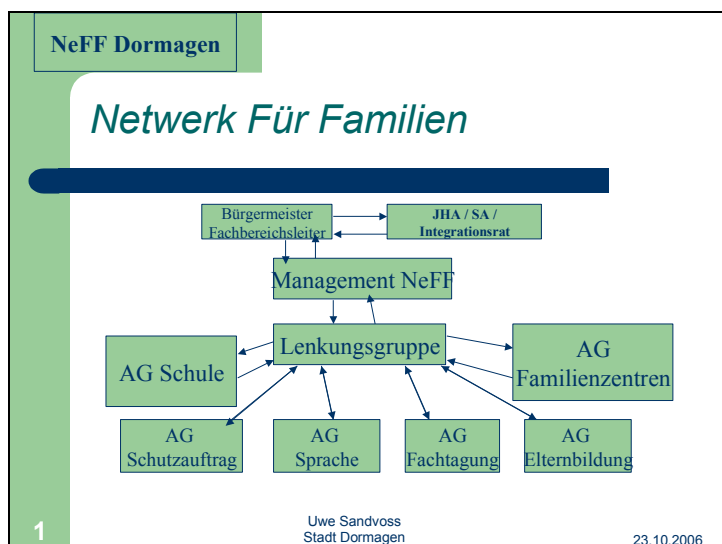 NeFF Dormagen
Netwerk Für Familien
Bürgermeister
Fachbereichsleiter
JHA / SA /
Integrationsrat
Management NeFF
Lenkungsgruppe
AG Schule
AG
Familienzentren
AG
Schutzauftrag
AG
Sprache
AG
Fachtagung
AG
Elternbildung
1
Uwe Sandvoss
Stadt Dormagen
23.10.2006